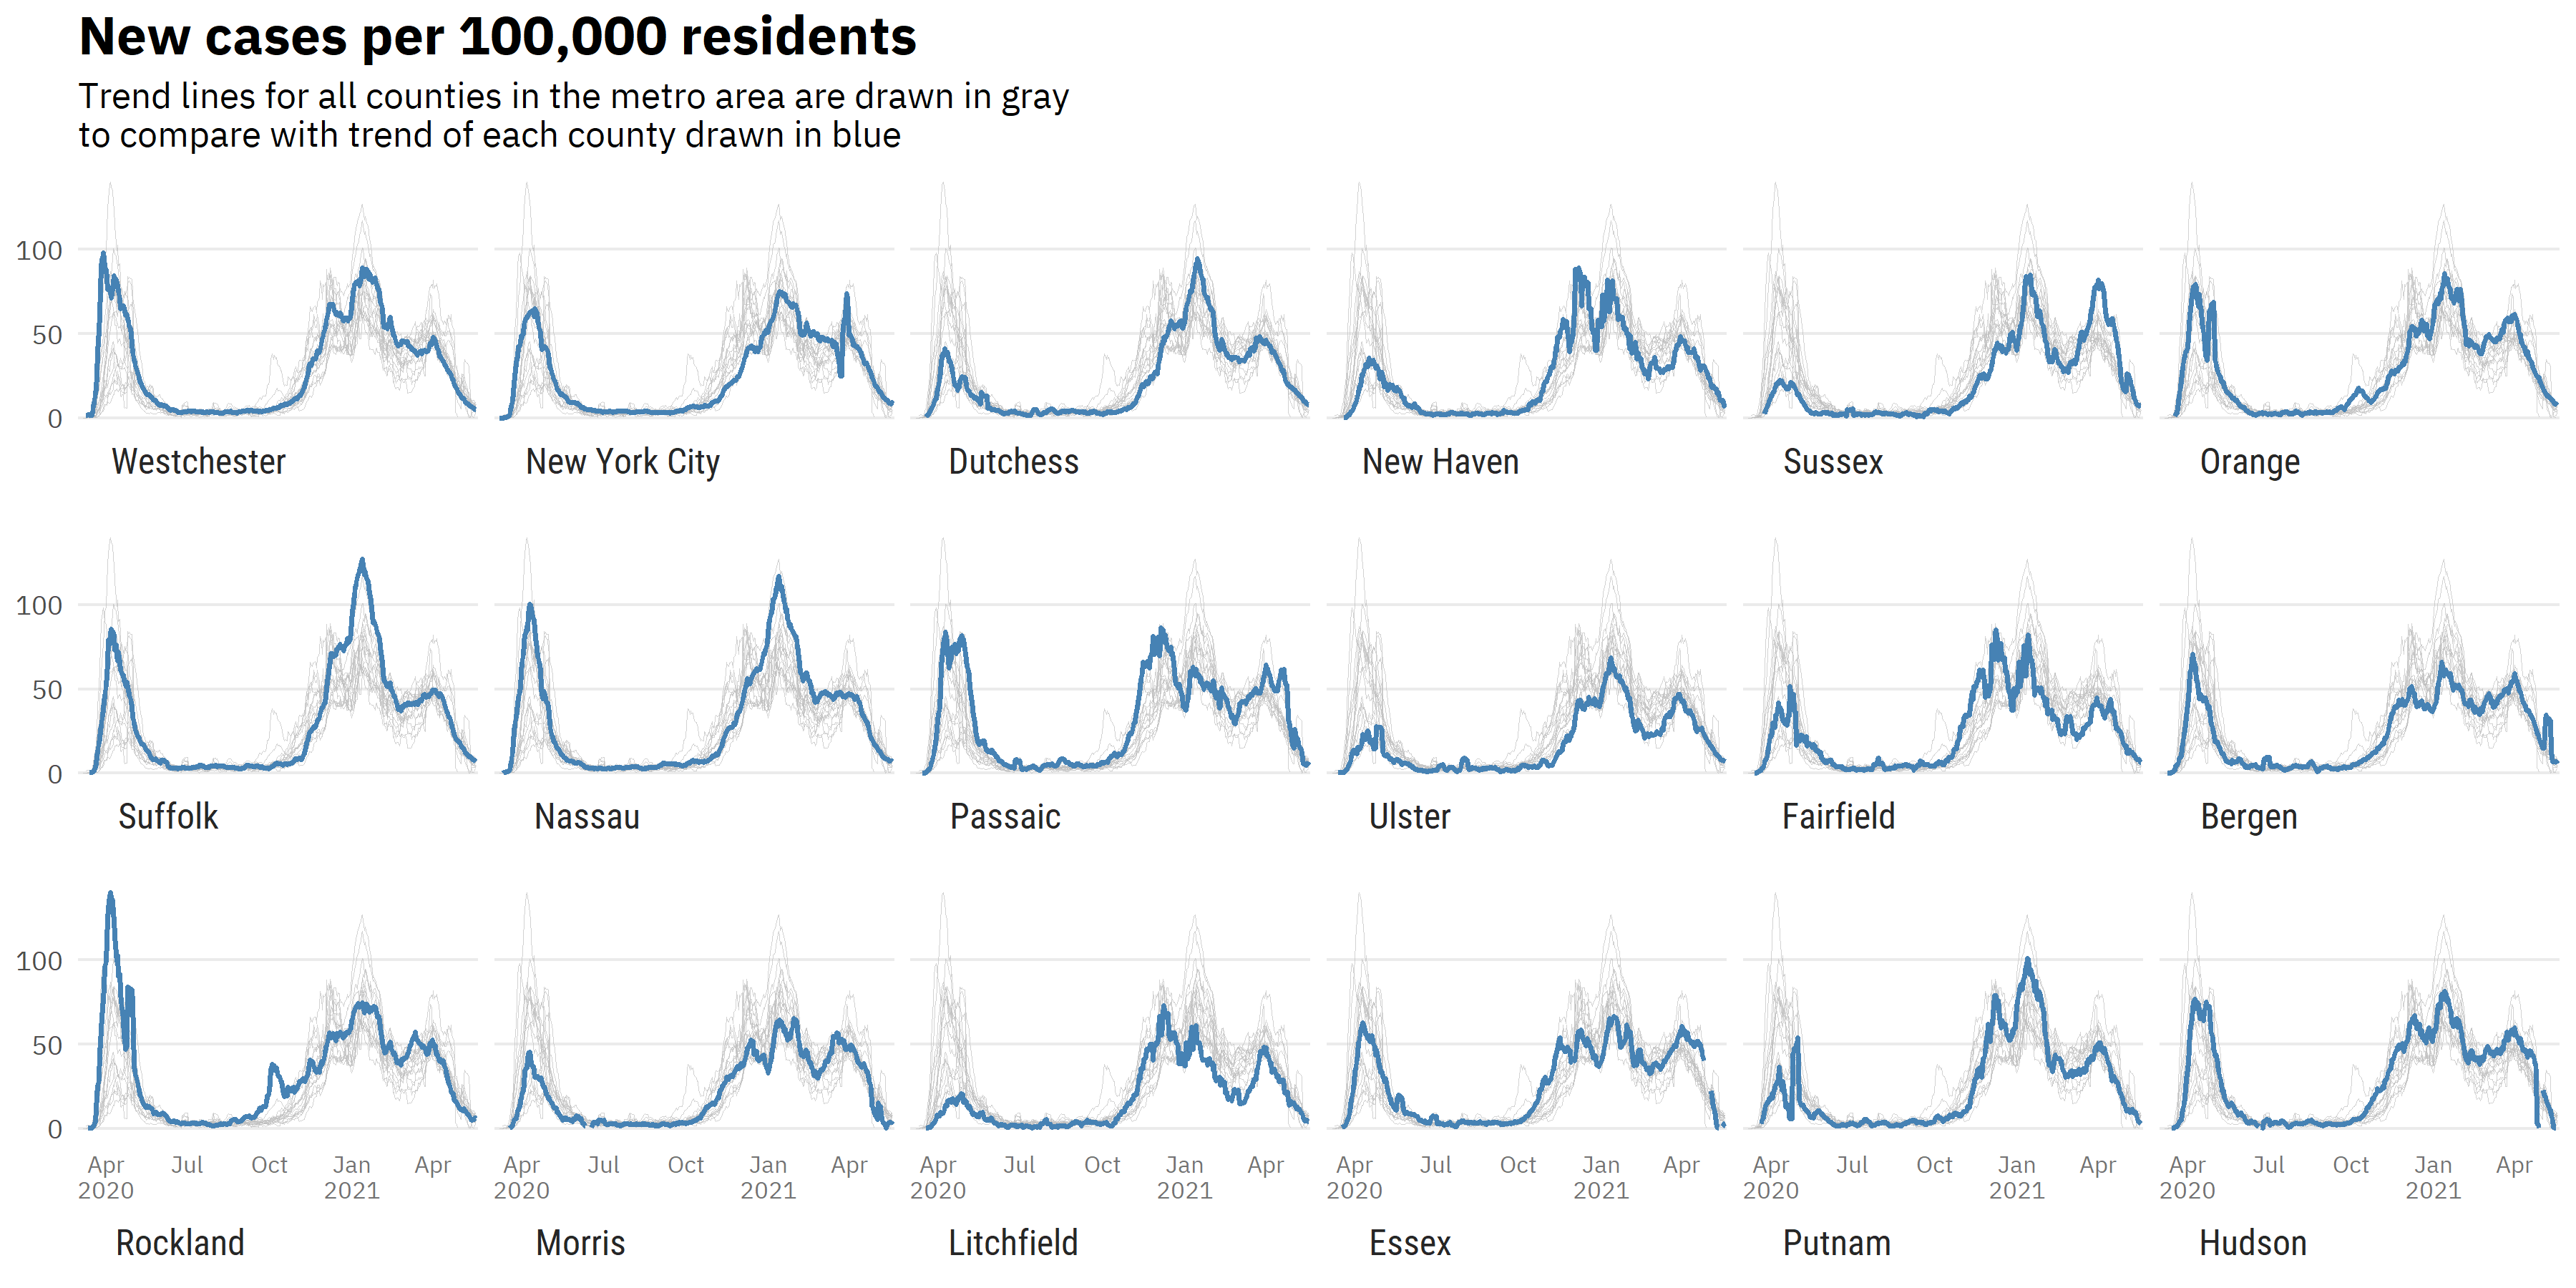 New cases per 100,000 residents
Trend lines for all counties in the metro area are drawn in gray
to compare with trend of each county drawn in blue
100
50
0
Westchester New York City Dutchess New Haven Sussex Orange
100
50
0
Suffolk Nassau Passaic Ulster Fairfield Bergen
100
50
0
Apr Jul Oct Jan Apr Apr Jul Oct Jan Apr Apr Jul Oct Jan Apr Apr Jul Oct Jan Apr Apr Jul Oct Jan Apr Apr Jul Oct Jan Apr
2020 2021 2020 2021 2020 2021 2020 2021 2020 2021 2020 2021
Rockland Morris Litchfield Essex Putnam Hudson